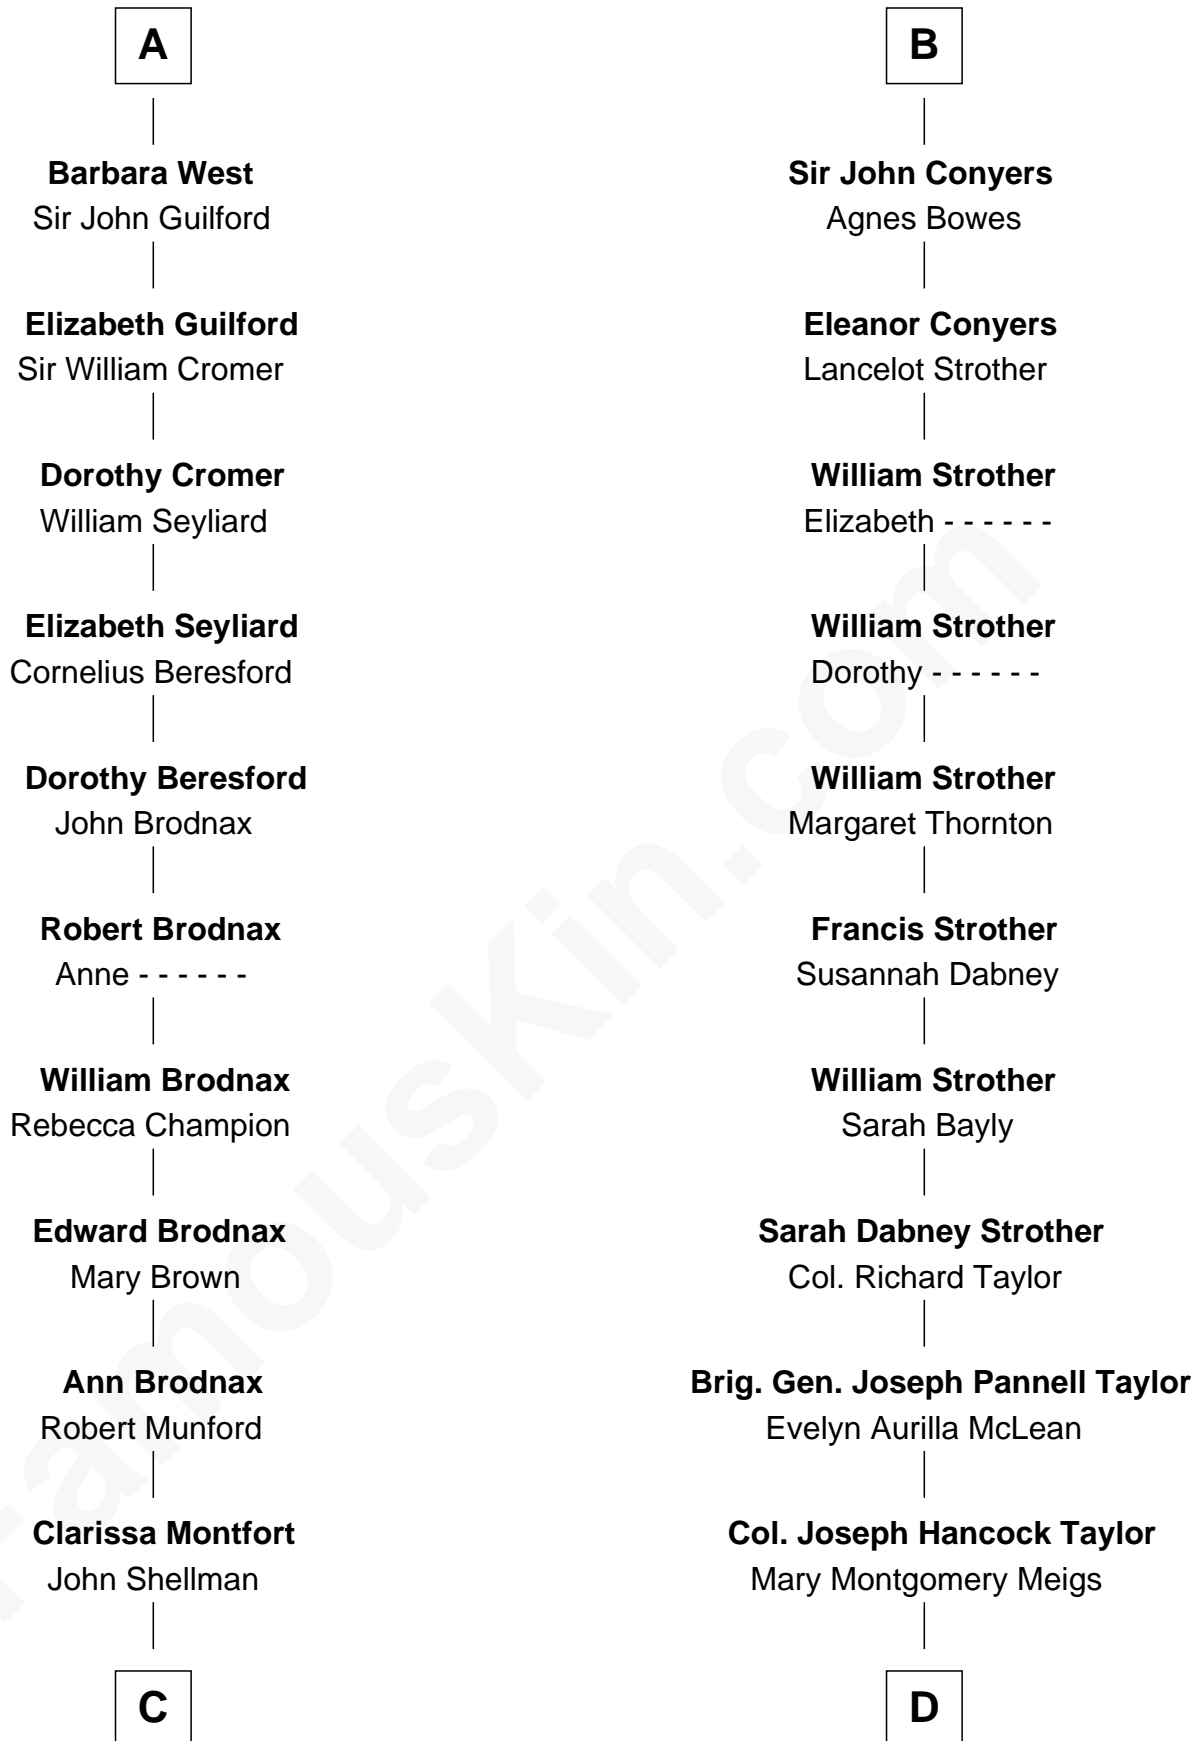 A
Barbara West
Sir John Guilford
Elizabeth Guilford
Sir William Cromer
Dorothy Cromer
William Seyliard
Elizabeth Seyliard
Cornelius Beresford
Dorothy Beresford
John Brodnax
Robert Brodnax
Anne - - - - - -
William Brodnax
Rebecca Champion
Edward Brodnax
Mary Brown
Ann Brodnax
Robert Munford
Clarissa Montfort
John Shellman
C
B
Sir John Conyers
Agnes Bowes
Eleanor Conyers
Lancelot Strother
William Strother
Elizabeth - - - - - -
William Strother
Dorothy - - - - - -
William Strother
Margaret Thornton
Francis Strother
Susannah Dabney
William Strother
Sarah Bayly
Sarah Dabney Strother
Col. Richard Taylor
Brig. Gen. Joseph Pannell Taylor
Evelyn Aurilla McLean
Col. Joseph Hancock Taylor
Mary Montgomery Meigs
D
FamousKin.com